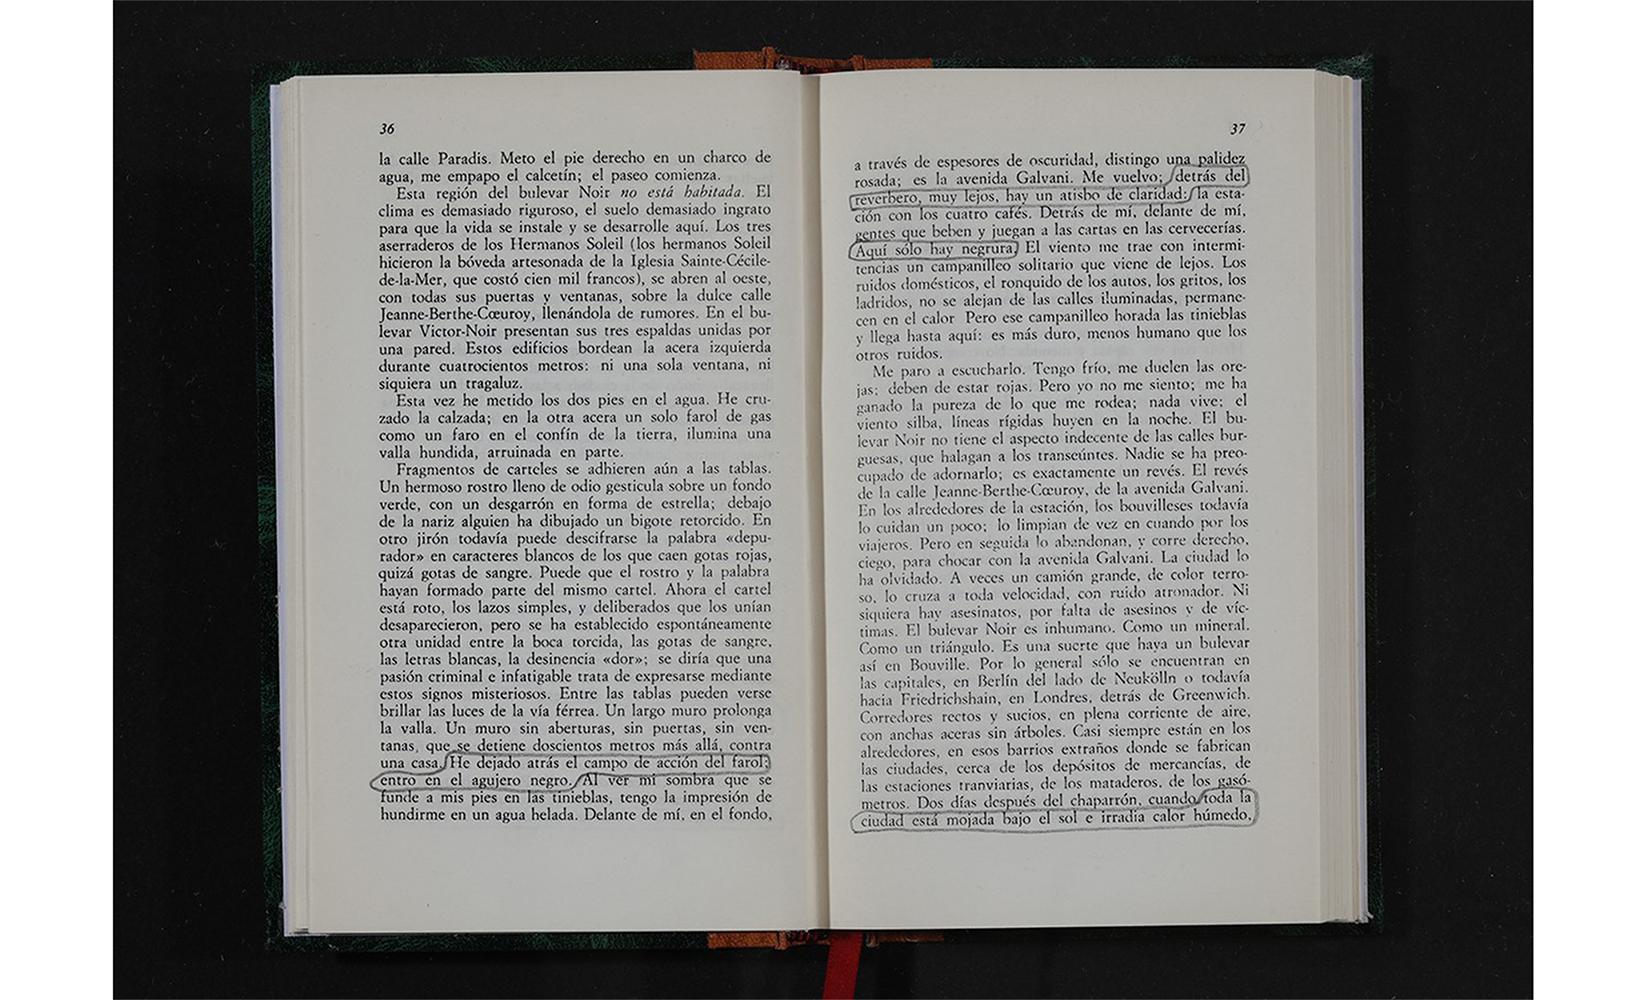 36
la calle Paradis. Meto el pie derecho en un charco de
agua, me empapo el calcetín; el paseo comienza.
Esta región del bulevar Noir no está habitada. El
clima es demasiado riguroso, el suelo demasiado ingrato
para que la vida se instale y se desarrolle aquí. Los tres
aserraderos de los Hermanos Soleil (los hermanos Soleil
hicieron la bóveda artesonada de la Iglesia Sainte-Cécile-
de-la-Mer, que costó cien mil francos), se abren al oeste,
con todas sus puertas y ventanas, sobre la dulce calle
Jeanne-Berthe-Cœuroy, llenándola de rumores. En el bu-
levar Victor-Noir presentan sus tres espaldas unidas por
una pared. Estos edificios bordean la acera izquierda
durante cuatrocientos metros: ni una sola ventana, ni
siquiera un tragaluz.
Esta vez he metido los dos pies en el agua. He cru-
zado la calzada; en la otra acera un solo farol de gas
como un faro en el confín de la tierra, ilumina una
valla hundida, arruinada en parte.
Fragmentos de carteles se adhieren aún a las tablas.
Un hermoso rostro lleno de odio gesticula sobre un fondo
verde, con un desgarrón en forma de estrella; debajo
de la nariz alguien ha dibujado un bigote retorcido. En
otro jirón todavía puede descifrarse la palabra «depu-
rador» en caracteres blancos de los que caen gotas rojas,
quizá gotas de sangre. Puede que el rostro y la palabra
hayan formado parte del mismo cartel. Ahora el cartel
está roto, los lazos simples, y deliberados que los unían
desaparecieron, pero se ha establecido espontáneamente
otra unidad entre la boca torcida, las gotas de sangre,
las letras blancas, la desinencia «dor»; se diría que una
pasión criminal e infatigable trata de expresarse mediante
estos signos misteriosos. Entre las tablas pueden verse
brillar las luces de la vía férrea. Un largo muro prolonga
la valla. Un muro sin aberturas, sin puertas, sin ven-
tanas, que se detiene doscientos metros más allá, contra
una casa. He dejado atrás el campo de acción del farol;
entro en el agujero negro. Al ver mi sombra que se
funde a mis pies en las tinieblas, tengo la impresión de
hundirme en un agua helada. Delante de mí, en el fondo,
37
a través de espesores de oscuridad, distingo una palidez
rosada; es la avenida Galvani. Me vuelvo; detrás del
reverbero, muy lejos, hay un atisbo de claridad: la esta-
ción con los cuatro cafés. Detrás de mí, delante de mí,
gentes que beben y juegan a las cartas en las cervecerías.
Aquí sólo hay negrura. El viento me trae con intermi-
tencias un campanilleo solitario que viene de lejos. Los
ruidos domésticos, el ronquido de los autos, los gritos, los
ladridos, no se alejan de las calles iluminadas, permane-
cen en el calor Pero ese campanilleo horada las tinieblas
y llega hasta aquí: es más duro, menos humano que los
otros ruidos.
Me paro a escucharlo. Tengo frío, me duelen las ore-
jas; deben de estar rojas. Pero yo no me siento; me ha
ganado la pureza de lo que me rodea; nada vive; el
viento silba, líneas rígidas huyen en la noche. El bu-
levar Noir no tiene el aspecto indecente de las calles bur-
guesas, que halagan a los transeúntes. Nadie se ha preo-
cupado de adornarlo; es exactamente un revés. El revés
de la calle Jeanne-Berthe-Cœuroy, de la avenida Galvani.
En los alrededores de la estación, los bouvilleses todavía
lo cuidan un poco; lo limpian de vez en cuando por los
viajeros. Pero en seguida lo abandonan, y corre derecho,
ciego, para chocar con la avenida Galvani. La ciudad lo
ha olvidado. A veces un camión grande, de color terro-
so, lo cruza a toda velocidad, con ruido atronador. Ni
siquiera hay asesinatos, por falta de asesinos y de víc-
timas. El bulevar Noir es inhumano. Como un mineral.
Como un triángulo. Es una suerte que haya un bulevar
así en Bouville. Por lo general sólo se encuentran en
las capitales, en Berlín del lado de Neukölln o todavía
hacia Friedrichshain, en Londres, detrás de Greenwich.
Corredores rectos y sucios, en plena corriente de aire,
con anchas aceras sin árboles. Casi siempre están en los
alrededores, en esos barrios extraños donde se fabrican
las ciudades, cerca de los depósitos de mercancías, de
las estaciones tranviarias, de los mataderos, de los gasó-
metros. Dos días después del chaparrón, cuando toda la
ciudad está mojada bajo el sol e irradia calor húmedo,